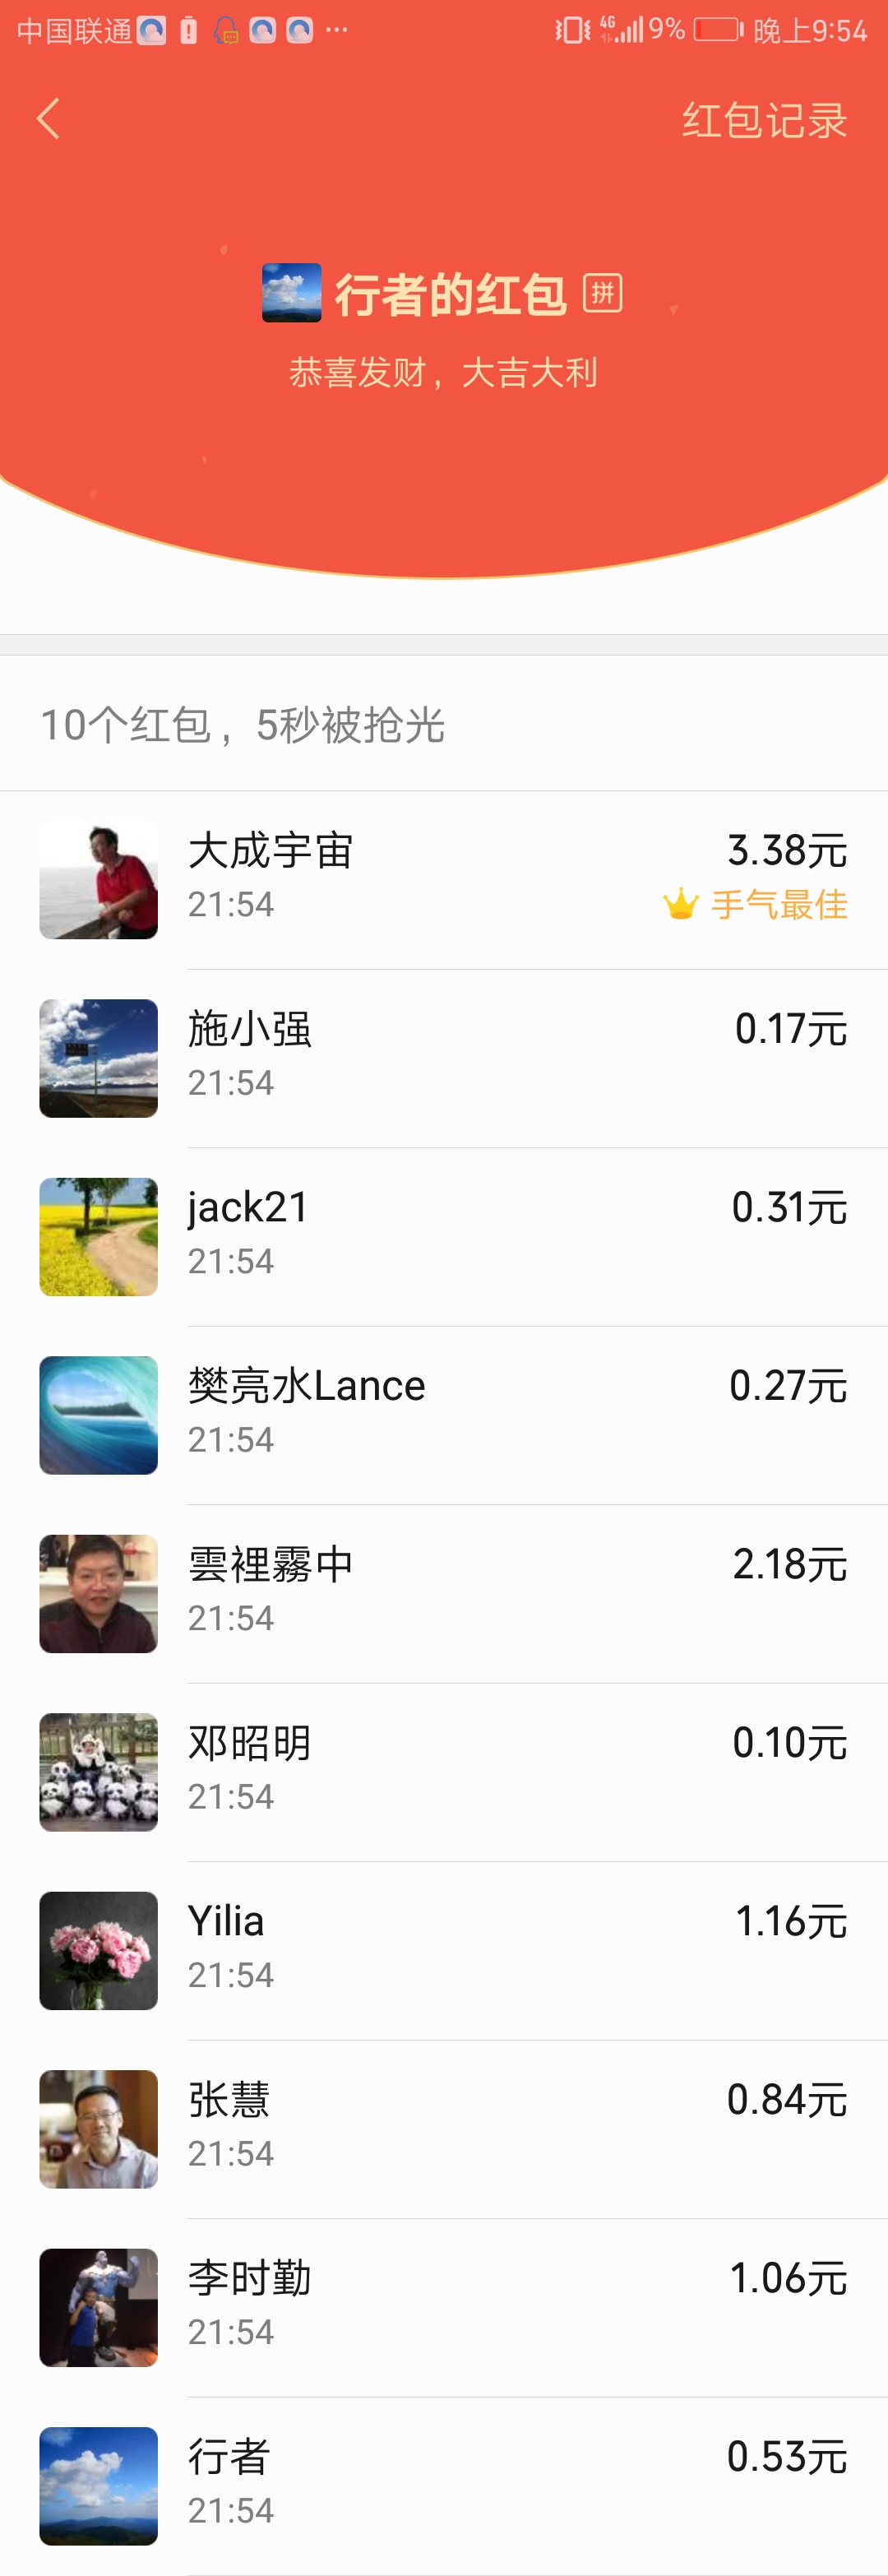 中国联通 ··· 4G 9% 晚上9:54
红包记录
行者的红包 拼
恭喜发财，大吉大利
10个红包，5秒被抢光
大成宇宙 3.38元
21:54 手气最佳
施小强 0.17元
21:54
jack21 0.31元
21:54
樊亮水Lance 0.27元
21:54
雲裡霧中 2.18元
21:54
邓昭明 0.10元
21:54
Yilia 1.16元
21:54
张慧 0.84元
21:54
李时勤 1.06元
21:54
行者 0.53元
21:54